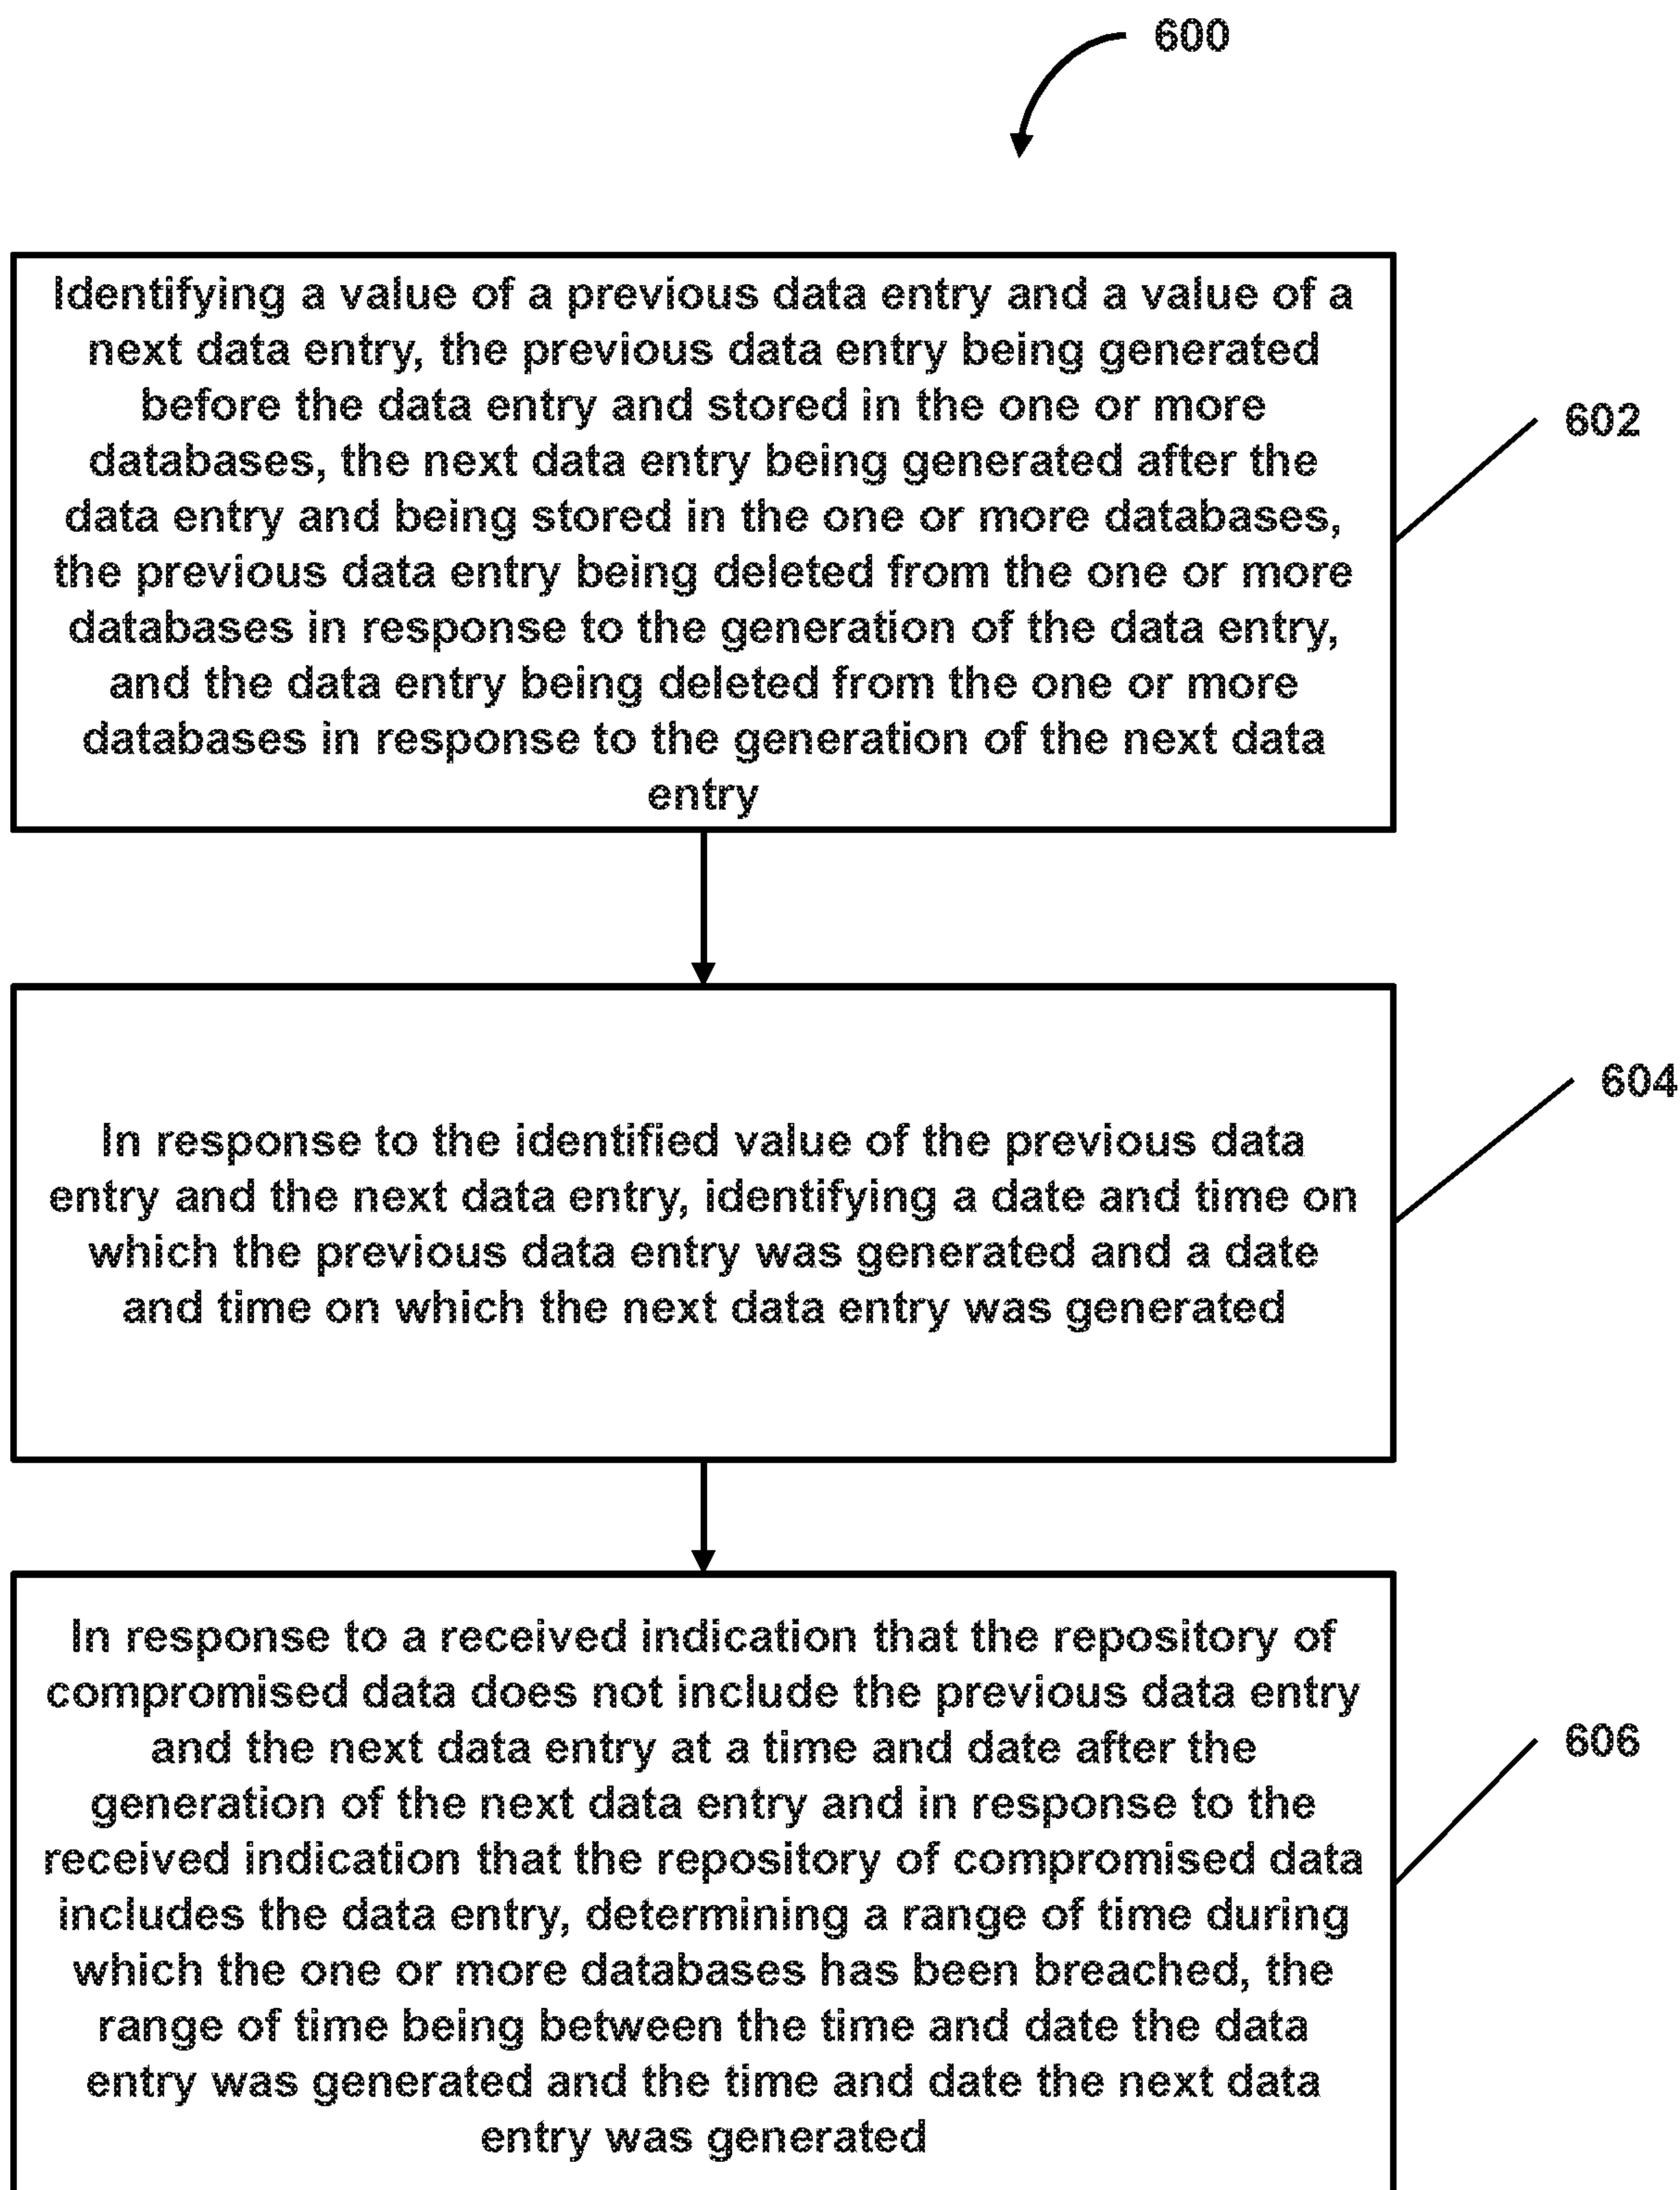 600
Identifying a value of a previous data entry and a value of a
next data entry, the previous data entry being generated
before the data entry and stored in the one or more
databases, the next data entry being generated after the
data entry and being stored in the one or more databases,
the previous data entry being deleted from the one or more
databases in response to the generation of the data entry,
and the data entry being deleted from the one or more
databases in response to the generation of the next data
entry
602
In response to the identified value of the previous data
entry and the next data entry, identifying a date and time on
which the previous data entry was generated and a date
and time on which the next data entry was generated
604
In response to a received indication that the repository of
compromised data does not include the previous data entry
and the next data entry at a time and date after the
generation of the next data entry and in response to the
received indication that the repository of compromised data
includes the data entry, determining a range of time during
which the one or more databases has been breached, the
range of time being between the time and date the data
entry was generated and the time and date the next data
entry was generated
606